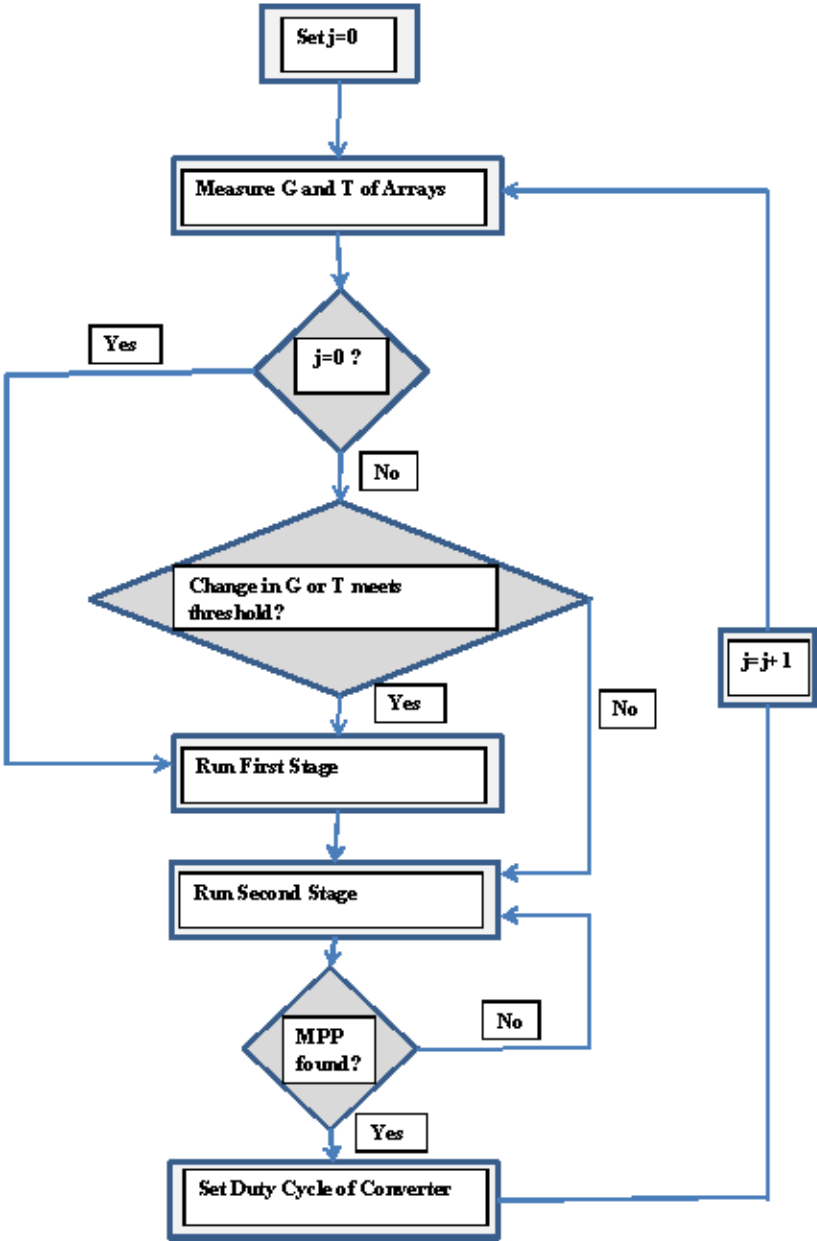 Set j=0
Measure G and T of Arrays
Yes
j=0 ?
No
Change in G or T meets
threshold?
Yes
No
j=j+1
Run First Stage
Run Second Stage
MPP
found?
No
Yes
Set Duty Cycle of Converter